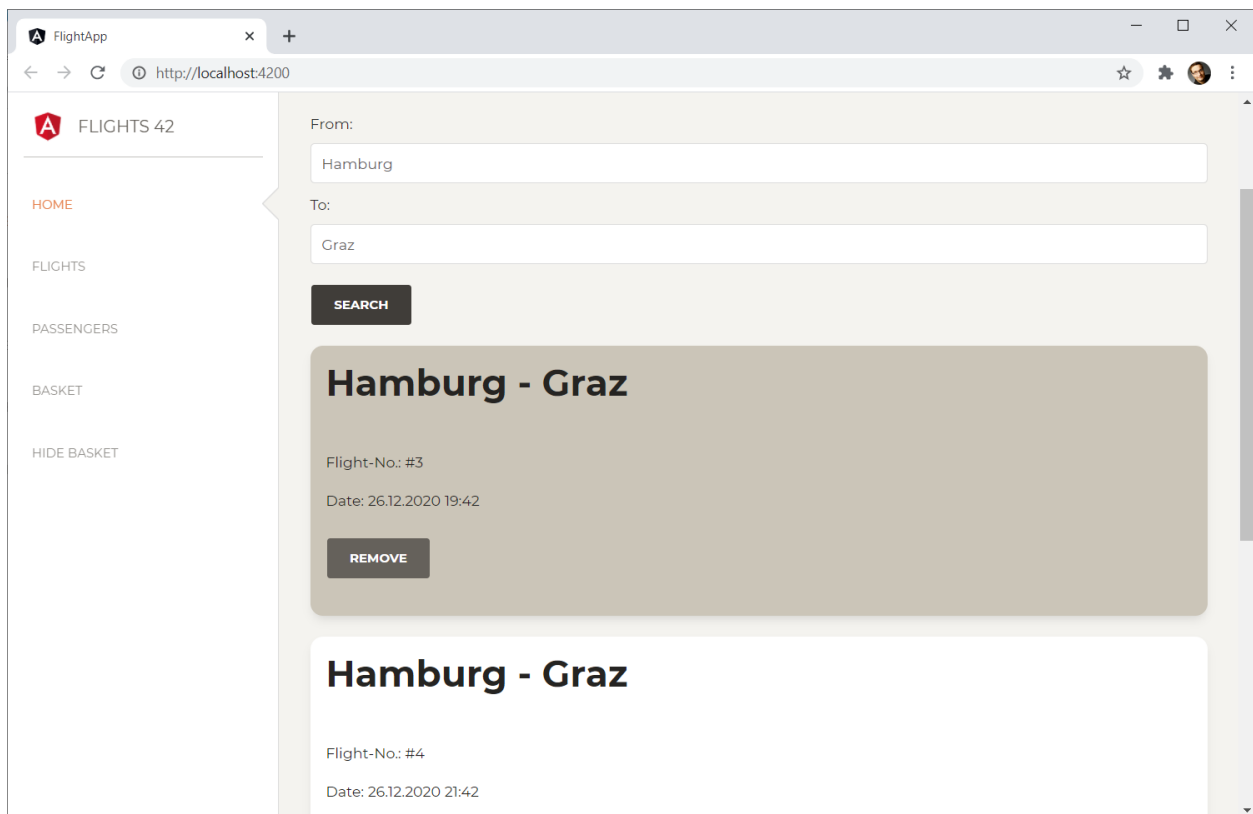 FlightApp
http://localhost:4200
FLIGHTS 42
HOME
FLIGHTS
PASSENGERS
BASKET
HIDE BASKET
From:
Hamburg
To:
Graz
SEARCH
Hamburg - Graz
Flight-No.: #3
Date: 26.12.2020 19:42
REMOVE
Hamburg - Graz
Flight-No.: #4
Date: 26.12.2020 21:42